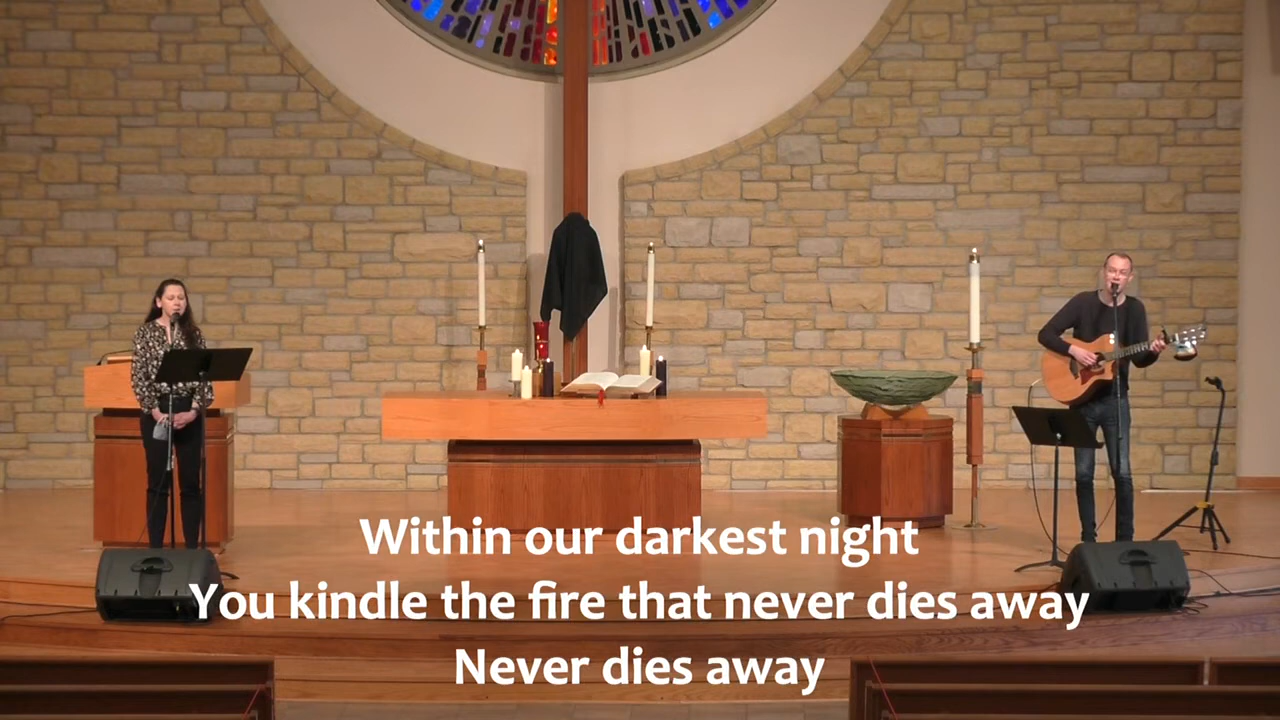 Within our darkest night
You kindle the fire that never dies away
Never dies away